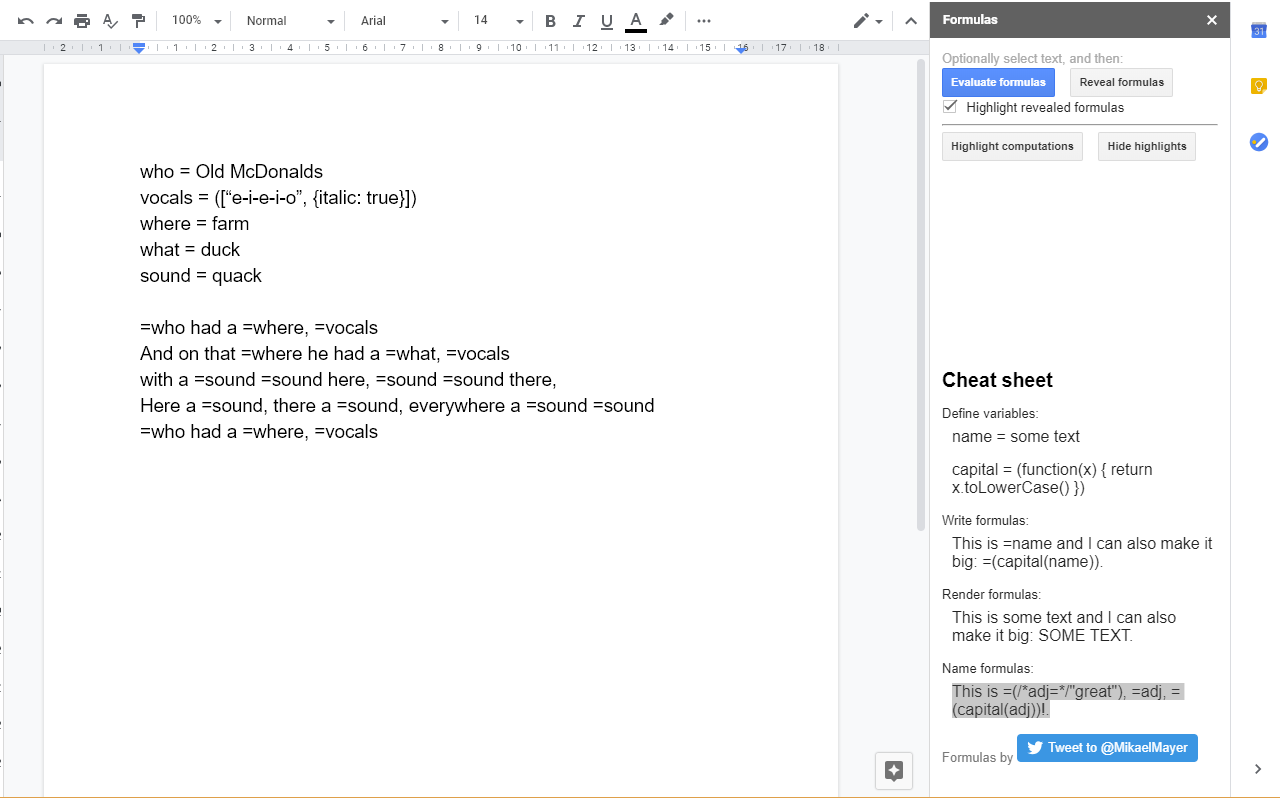 100% Normal Arial 14 B I U A
Formulas
2 1 1 2 3 4 5 6 7 8 9 10 11 12 13 14 15 16 17 18
Optionally select text, and then:
Evaluate formulas Reveal formulas
Highlight revealed formulas
Highlight computations Hide highlights
31
who = Old McDonalds
vocals = ([“e-i-e-i-o”, {italic: true}])
where = farm
what = duck
sound = quack
=who had a =where, =vocals
And on that =where he had a =what, =vocals
with a =sound =sound here, =sound =sound there,
Here a =sound, there a =sound, everywhere a =sound =sound
=who had a =where, =vocals
Cheat sheet
Define variables:
name = some text
capital = (function(x) { return
x.toLowerCase() })
Write formulas:
This is =name and I can also make it
big: =(capital(name)).
Render formulas:
This is some text and I can also
make it big: SOME TEXT.
Name formulas:
This is =(/*adj=*/"great"), =adj, =
(capital(adj))!.
Formulas by Tweet to @MikaelMayer